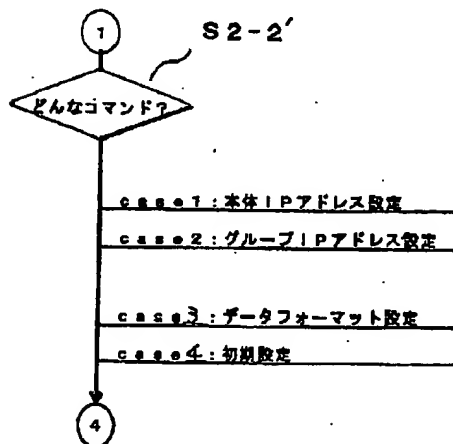 1
S2-2′
どんなコマンド?
case1:本体IPアドレス設定
case2:グループIPアドレス設定
case3:データフォーマット設定
case4:初期設定
4